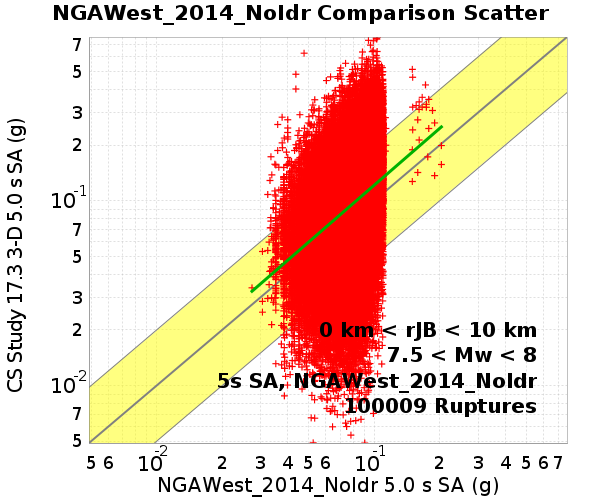 NGAWest_2014_NoIdr Comparison Scatter
CS Study 17.3 3-D 5.0 s SA (g)
7
5
3
2
10-1
7
5
3
2
10-2
7
5
0 km < rJB < 10 km
7.5 < Mw < 8
5s SA, NGAWest_2014_NoIdr
100009 Ruptures
5 6 10-2 2 3 4 5 6 10-1 2 3 4 5 6 7
NGAWest_2014_NoIdr 5.0 s SA (g)